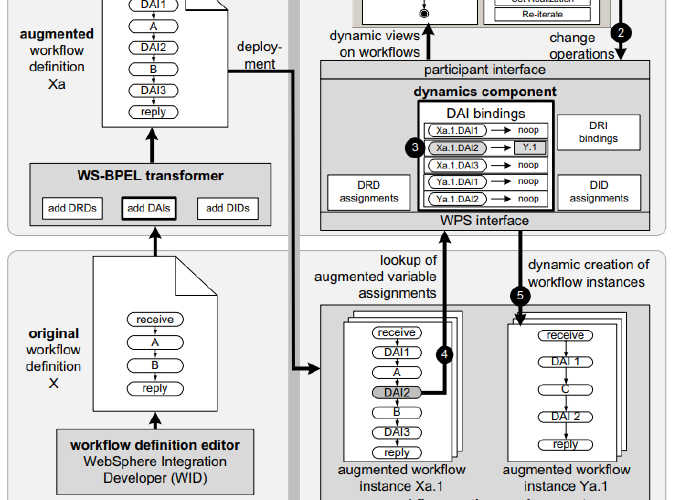 DAI1
A
DAI2
B
DAI3
reply
augmented
workflow
definition
Xa
deploy-
ment
Re-iterate
dynamic views
on workflows
2
change
operations
participant interface
dynamics component
DAI bindings
Xa.1.DAI1 noop
3
Xa.1.DAI2 Y.1
Xa.1.DAI3 noop
Ya.1.DAI1 noop
Ya.1.DAI2 noop
DRI
bindings
DRD
assignments
DID
assignments
WPS interface
WS-BPEL transformer
add DRDs
add DAIs
add DIDs
original
workflow
definition
X
receive
A
B
reply
workflow definition editor
WebSphere Integration
Developer (WID)
lookup of
augmented variable
assignments
4
dynamic creation of
workflow instances
5
receive
DAI1
A
DAI2
B
DAI3
reply
augmented workflow
instance Xa.1
receive
DAI 1
C
DAI 2
reply
augmented workflow
instance Ya.1